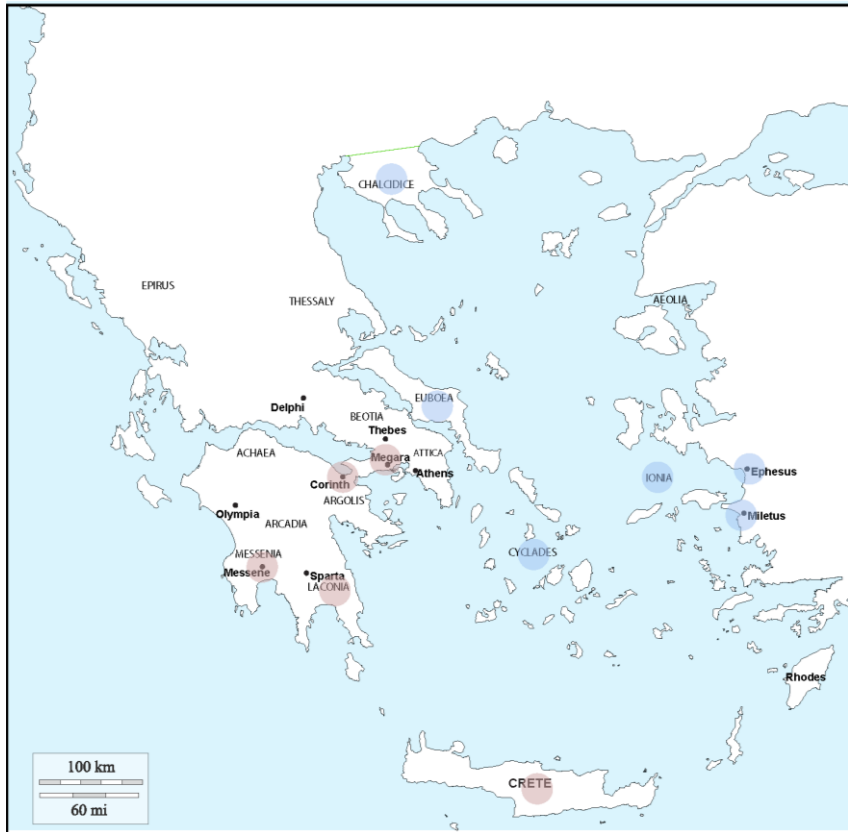 CHALCIDICE
EPIRUS
THESSALY
AEOLIA
EUBOEA
Delphi
BEOTIA
Thebes
ACHAEA
ATTICA
Megara
Athens
Ephesus
Corinth
IONIA
ARGOLIS
Olympia
Miletus
ARCADIA
MESSENIA
CYCLADES
Messene
Sparta
LACONIA
Rhodes
100 km
CRETE
60 mi